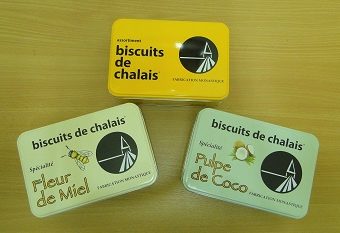 assortiment
biscuits
de
chalais
FABRICATION MONASTIQUE
biscuits de chalais
Spécialité
Fleur
de Miel
FABRICATION MONASTIQUE
biscuits de chalais
Spécialité
Pulpe
de Coco
FABRICATION MONASTIQUE